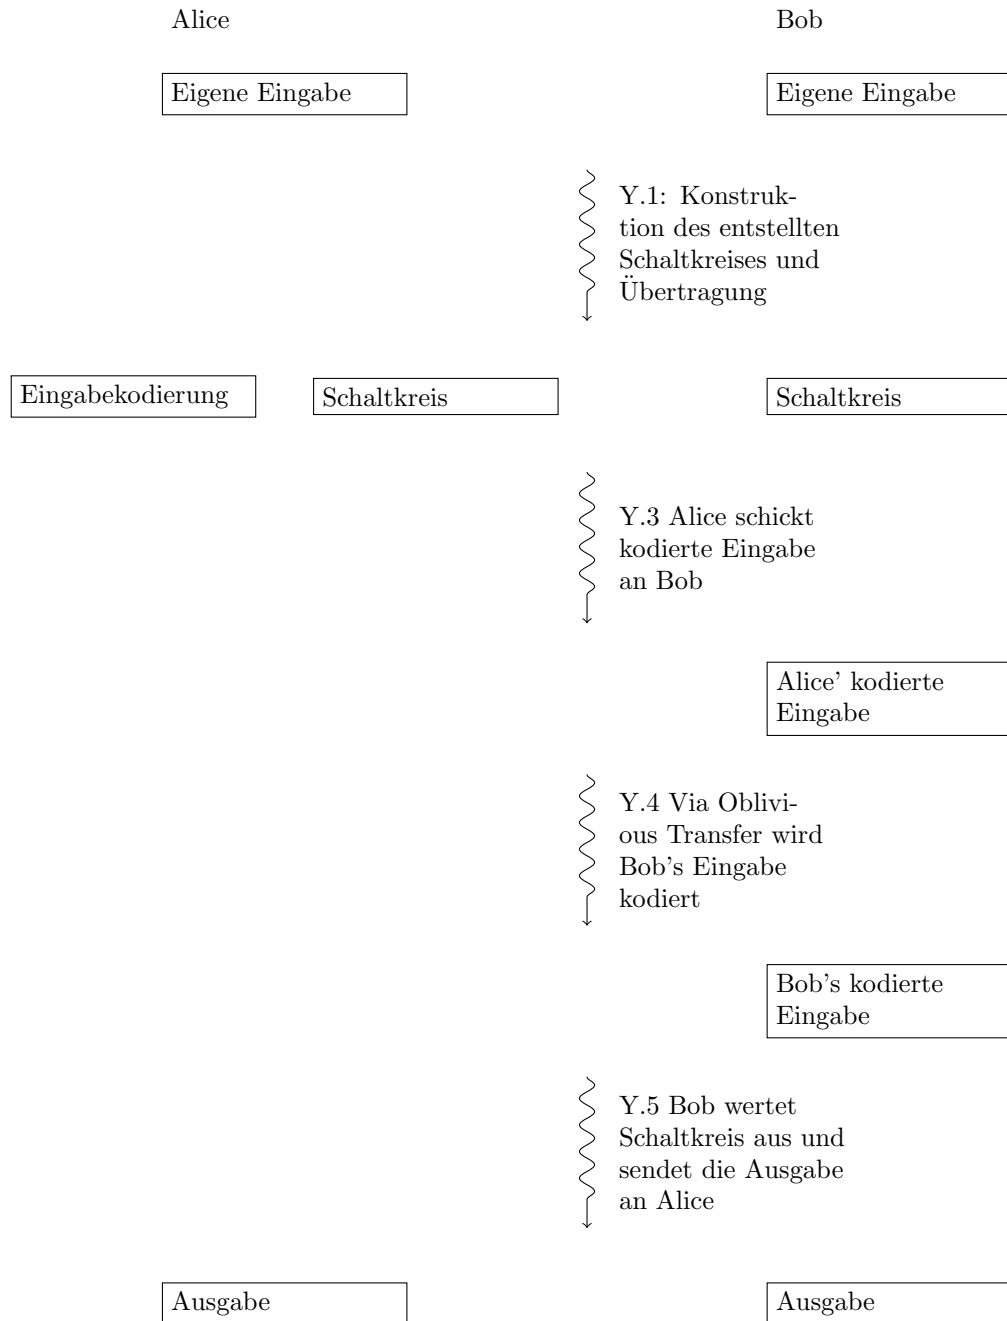 Alice
Bob
Eigene Eingabe
Eigene Eingabe
Y.1: Konstruk-
tion des entstellten
Schaltkreises und
Übertragung
Eingabekodierung
Schaltkreis
Schaltkreis
Y.3 Alice schickt
kodierte Eingabe
an Bob
Alice’ kodierte
Eingabe
Y.4 Via Oblivi-
ous Transfer wird
Bob’s Eingabe
kodiert
Bob’s kodierte
Eingabe
Y.5 Bob wertet
Schaltkreis aus und
sendet die Ausgabe
an Alice
Ausgabe
Ausgabe